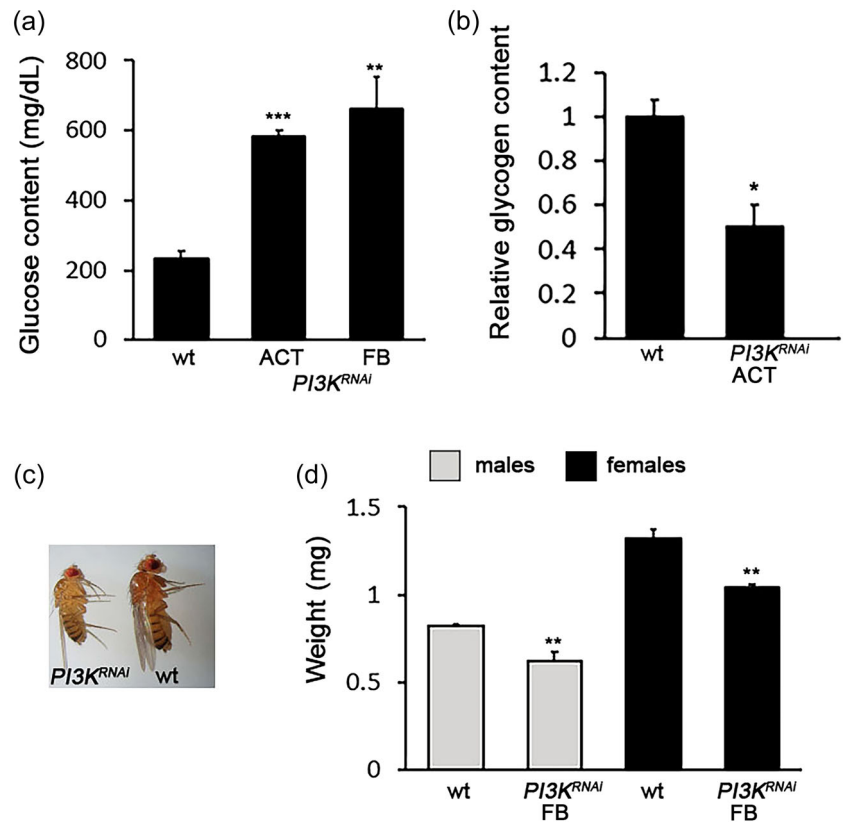 (a)
Glucose content (mg/dL)
800
600
400
200
0
***
**
wt
ACT
FB
PI3K^RNAi
(b)
Relative glycogen content
1.2
1
0.8
0.6
0.4
0.2
0
*
wt
PI3K^RNAi
ACT
(c)
PI3K^RNAi wt
(d)
males
females
Weight (mg)
1.5
1
0.5
0
**
**
wt
PI3K^RNAi
FB
wt
PI3K^RNAi
FB